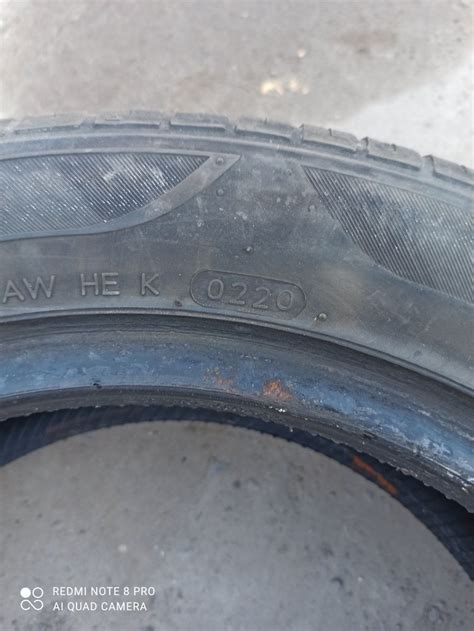 AW HE K 0220
REDMI NOTE 8 PRO
AI QUAD CAMERA